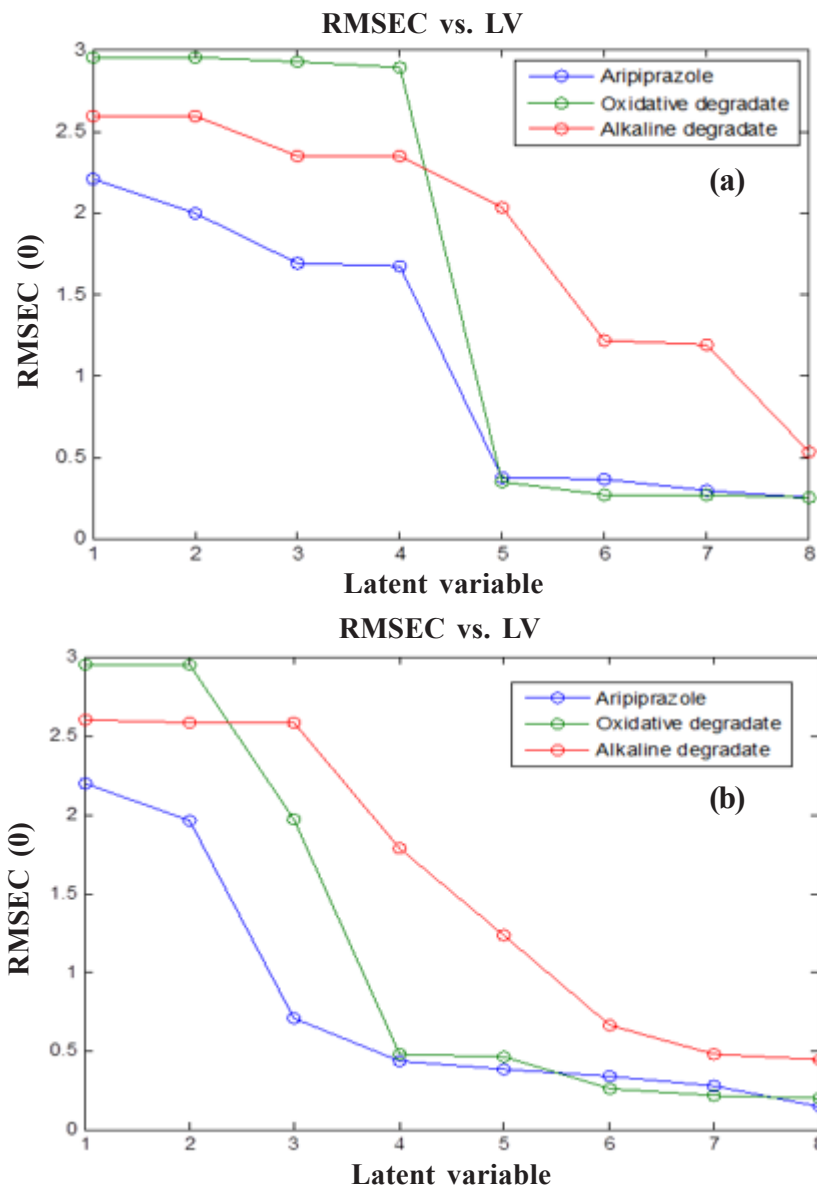 RMSEC vs. LV
3
2.5
2
1.5
1
0.5
0
RMSEC (0)
Aripiprazole
Oxidative degradate
Alkaline degradate
(a)
1 2 3 4 5 6 7 8
Latent variable
RMSEC vs. LV
3
2.5
2
1.5
1
0.5
0
RMSEC (0)
Aripiprazole
Oxidative degradate
Alkaline degradate
(b)
1 2 3 4 5 6 7 8
Latent variable